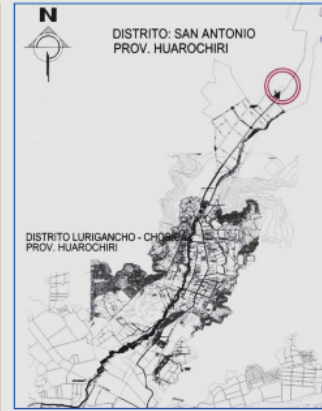 N
DISTRITO: SAN ANTONIO
PROV. HUAROCHIRI
DISTRITO LURIGANCHO - CHOSICA
PROV. HUAROCHIRI